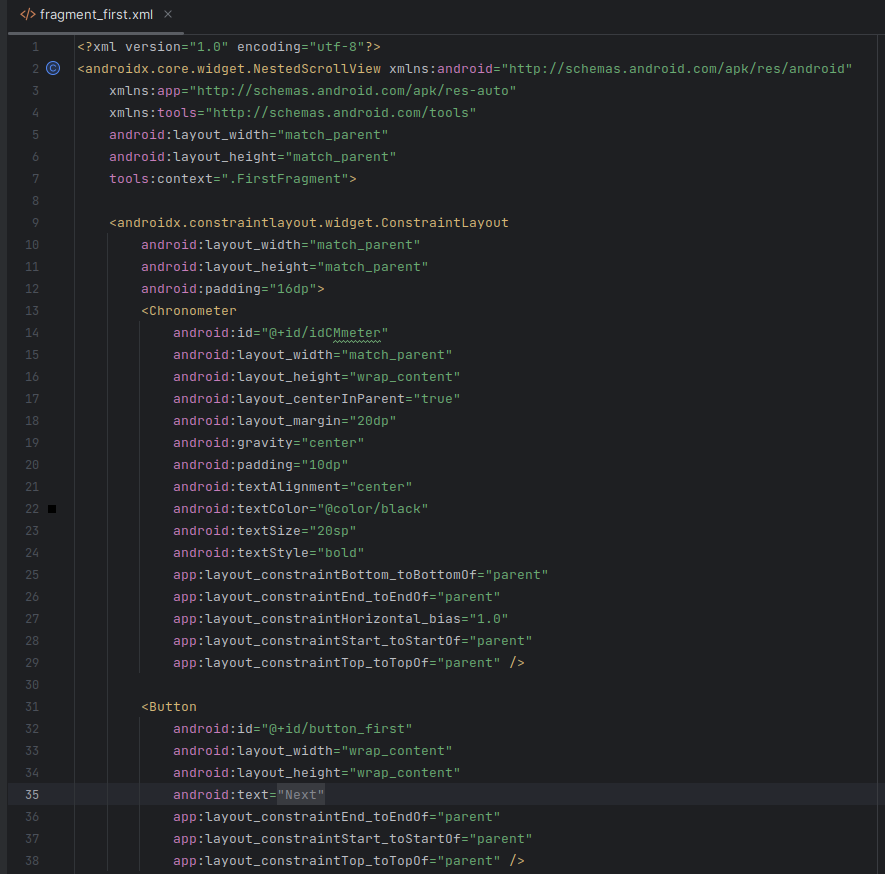 </> fragment_first.xml ×
1 <?xml version="1.0" encoding="utf-8"?>
2 C <androidx.core.widget.NestedScrollView xmlns:android="http://schemas.android.com/apk/res/android"
3     xmlns:app="http://schemas.android.com/apk/res-auto"
4     xmlns:tools="http://schemas.android.com/tools"
5     android:layout_width="match_parent"
6     android:layout_height="match_parent"
7     tools:context=".FirstFragment">
8
9     <androidx.constraintlayout.widget.ConstraintLayout
10         android:layout_width="match_parent"
11         android:layout_height="match_parent"
12         android:padding="16dp">
13         <Chronometer
14             android:id="@+id/idCMmeter"
15             android:layout_width="match_parent"
16             android:layout_height="wrap_content"
17             android:layout_centerInParent="true"
18             android:layout_margin="20dp"
19             android:gravity="center"
20             android:padding="10dp"
21             android:textAlignment="center"
22             android:textColor="@color/black"
23             android:textSize="20sp"
24             android:textStyle="bold"
25             app:layout_constraintBottom_toBottomOf="parent"
26             app:layout_constraintEnd_toEndOf="parent"
27             app:layout_constraintHorizontal_bias="1.0"
28             app:layout_constraintStart_toStartOf="parent"
29             app:layout_constraintTop_toTopOf="parent" />
30
31         <Button
32             android:id="@+id/button_first"
33             android:layout_width="wrap_content"
34             android:layout_height="wrap_content"
35             android:text="Next"
36             app:layout_constraintEnd_toEndOf="parent"
37             app:layout_constraintStart_toStartOf="parent"
38             app:layout_constraintTop_toTopOf="parent" />